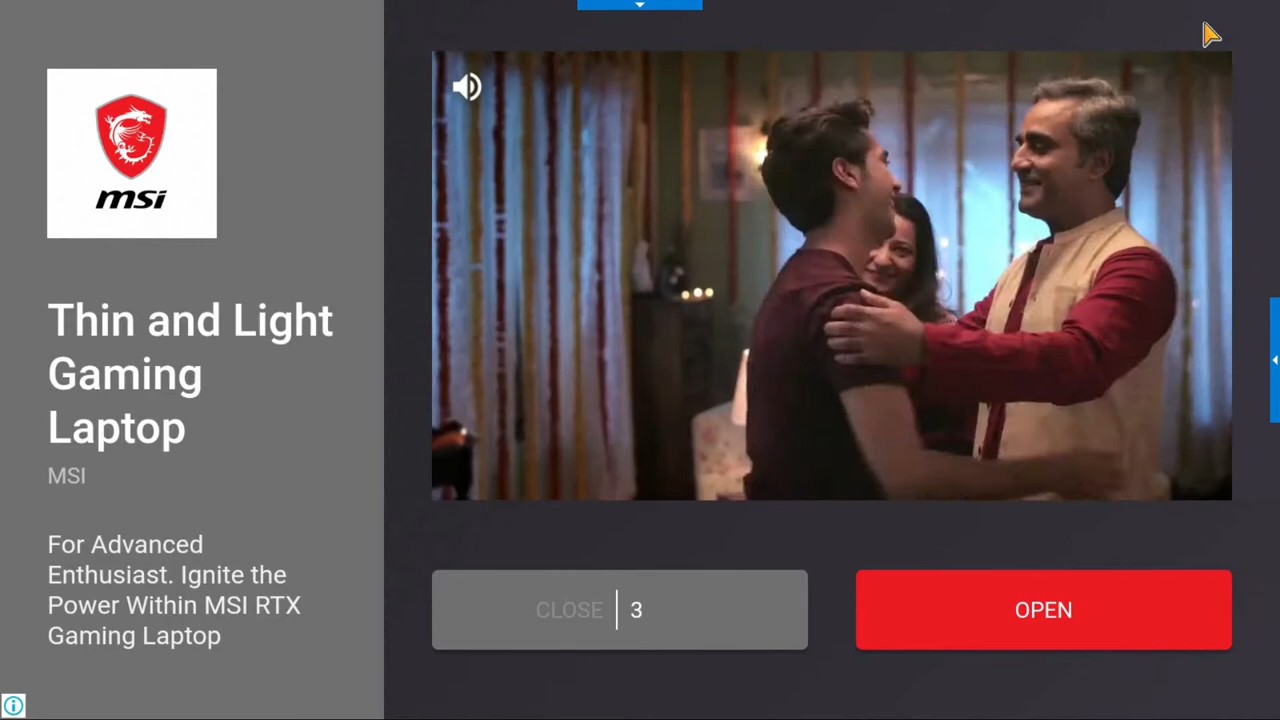 msi
Thin and Light
Gaming
Laptop
MSI
For Advanced
Enthusiast. Ignite the
Power Within MSI RTX
Gaming Laptop
CLOSE 3
OPEN